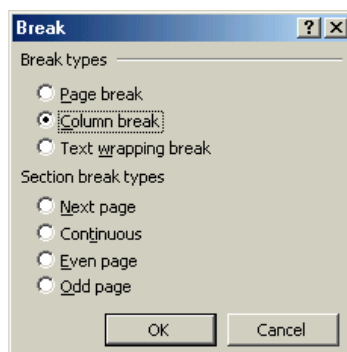 Break
Break types
Page break
Column break
Text wrapping break
Section break types
Next page
Continuous
Even page
Odd page
OK Cancel